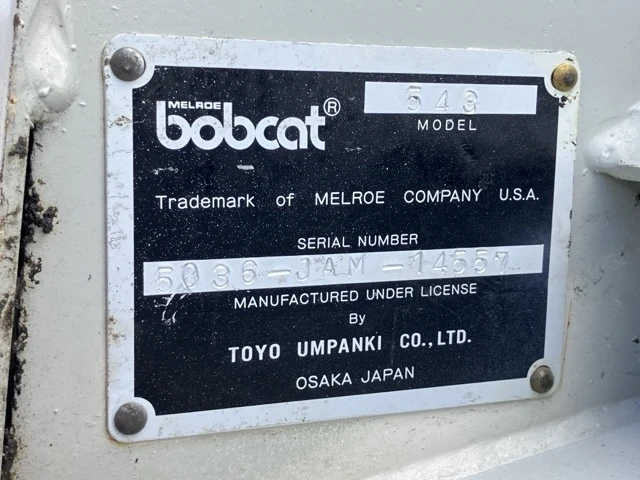 MELROE
bobcat®
543
MODEL
Trademark of MELROE COMPANY U.S.A.
SERIAL NUMBER
5036-JAM-14557
MANUFACTURED UNDER LICENSE
By
TOYO UMPANKI CO., LTD.
OSAKA JAPAN